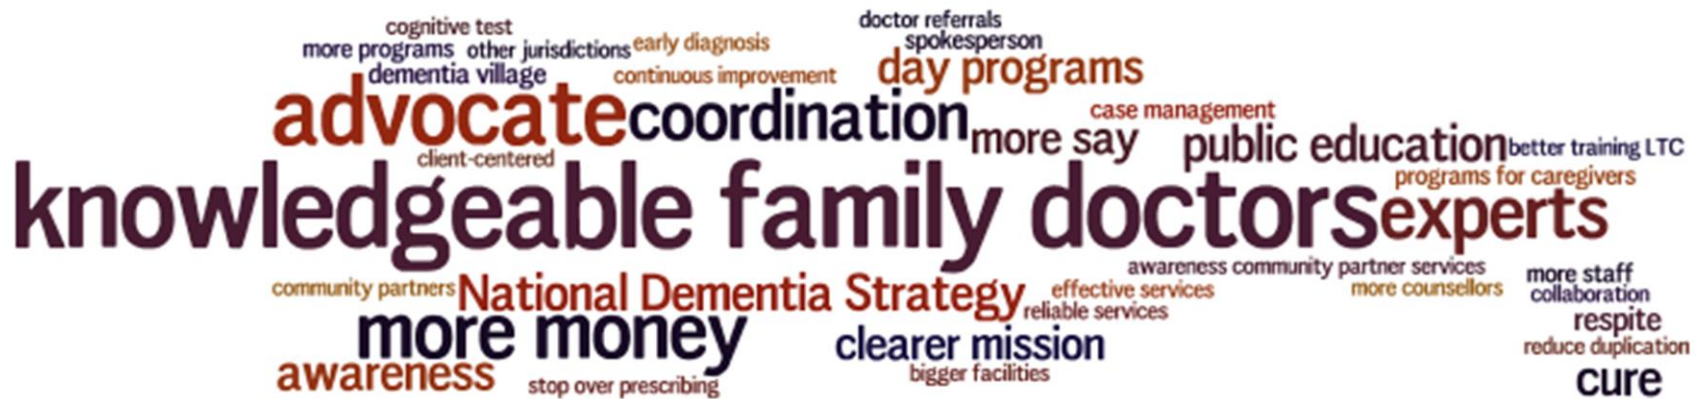 cognitive test
doctor referrals
more programs
other jurisdictions
early diagnosis
spokesperson
dementia village
continuous improvement
day programs
advocate
coordination
case management
more say
public education
better training LTC
client-centered
programs for caregivers
knowledgeable family doctors
experts
awareness community partner services
more staff
community partners
National Dementia Strategy
effective services
more counsellors
collaboration
reliable services
respite
more money
clearer mission
reduce duplication
awareness
stop over prescribing
bigger facilities
cure